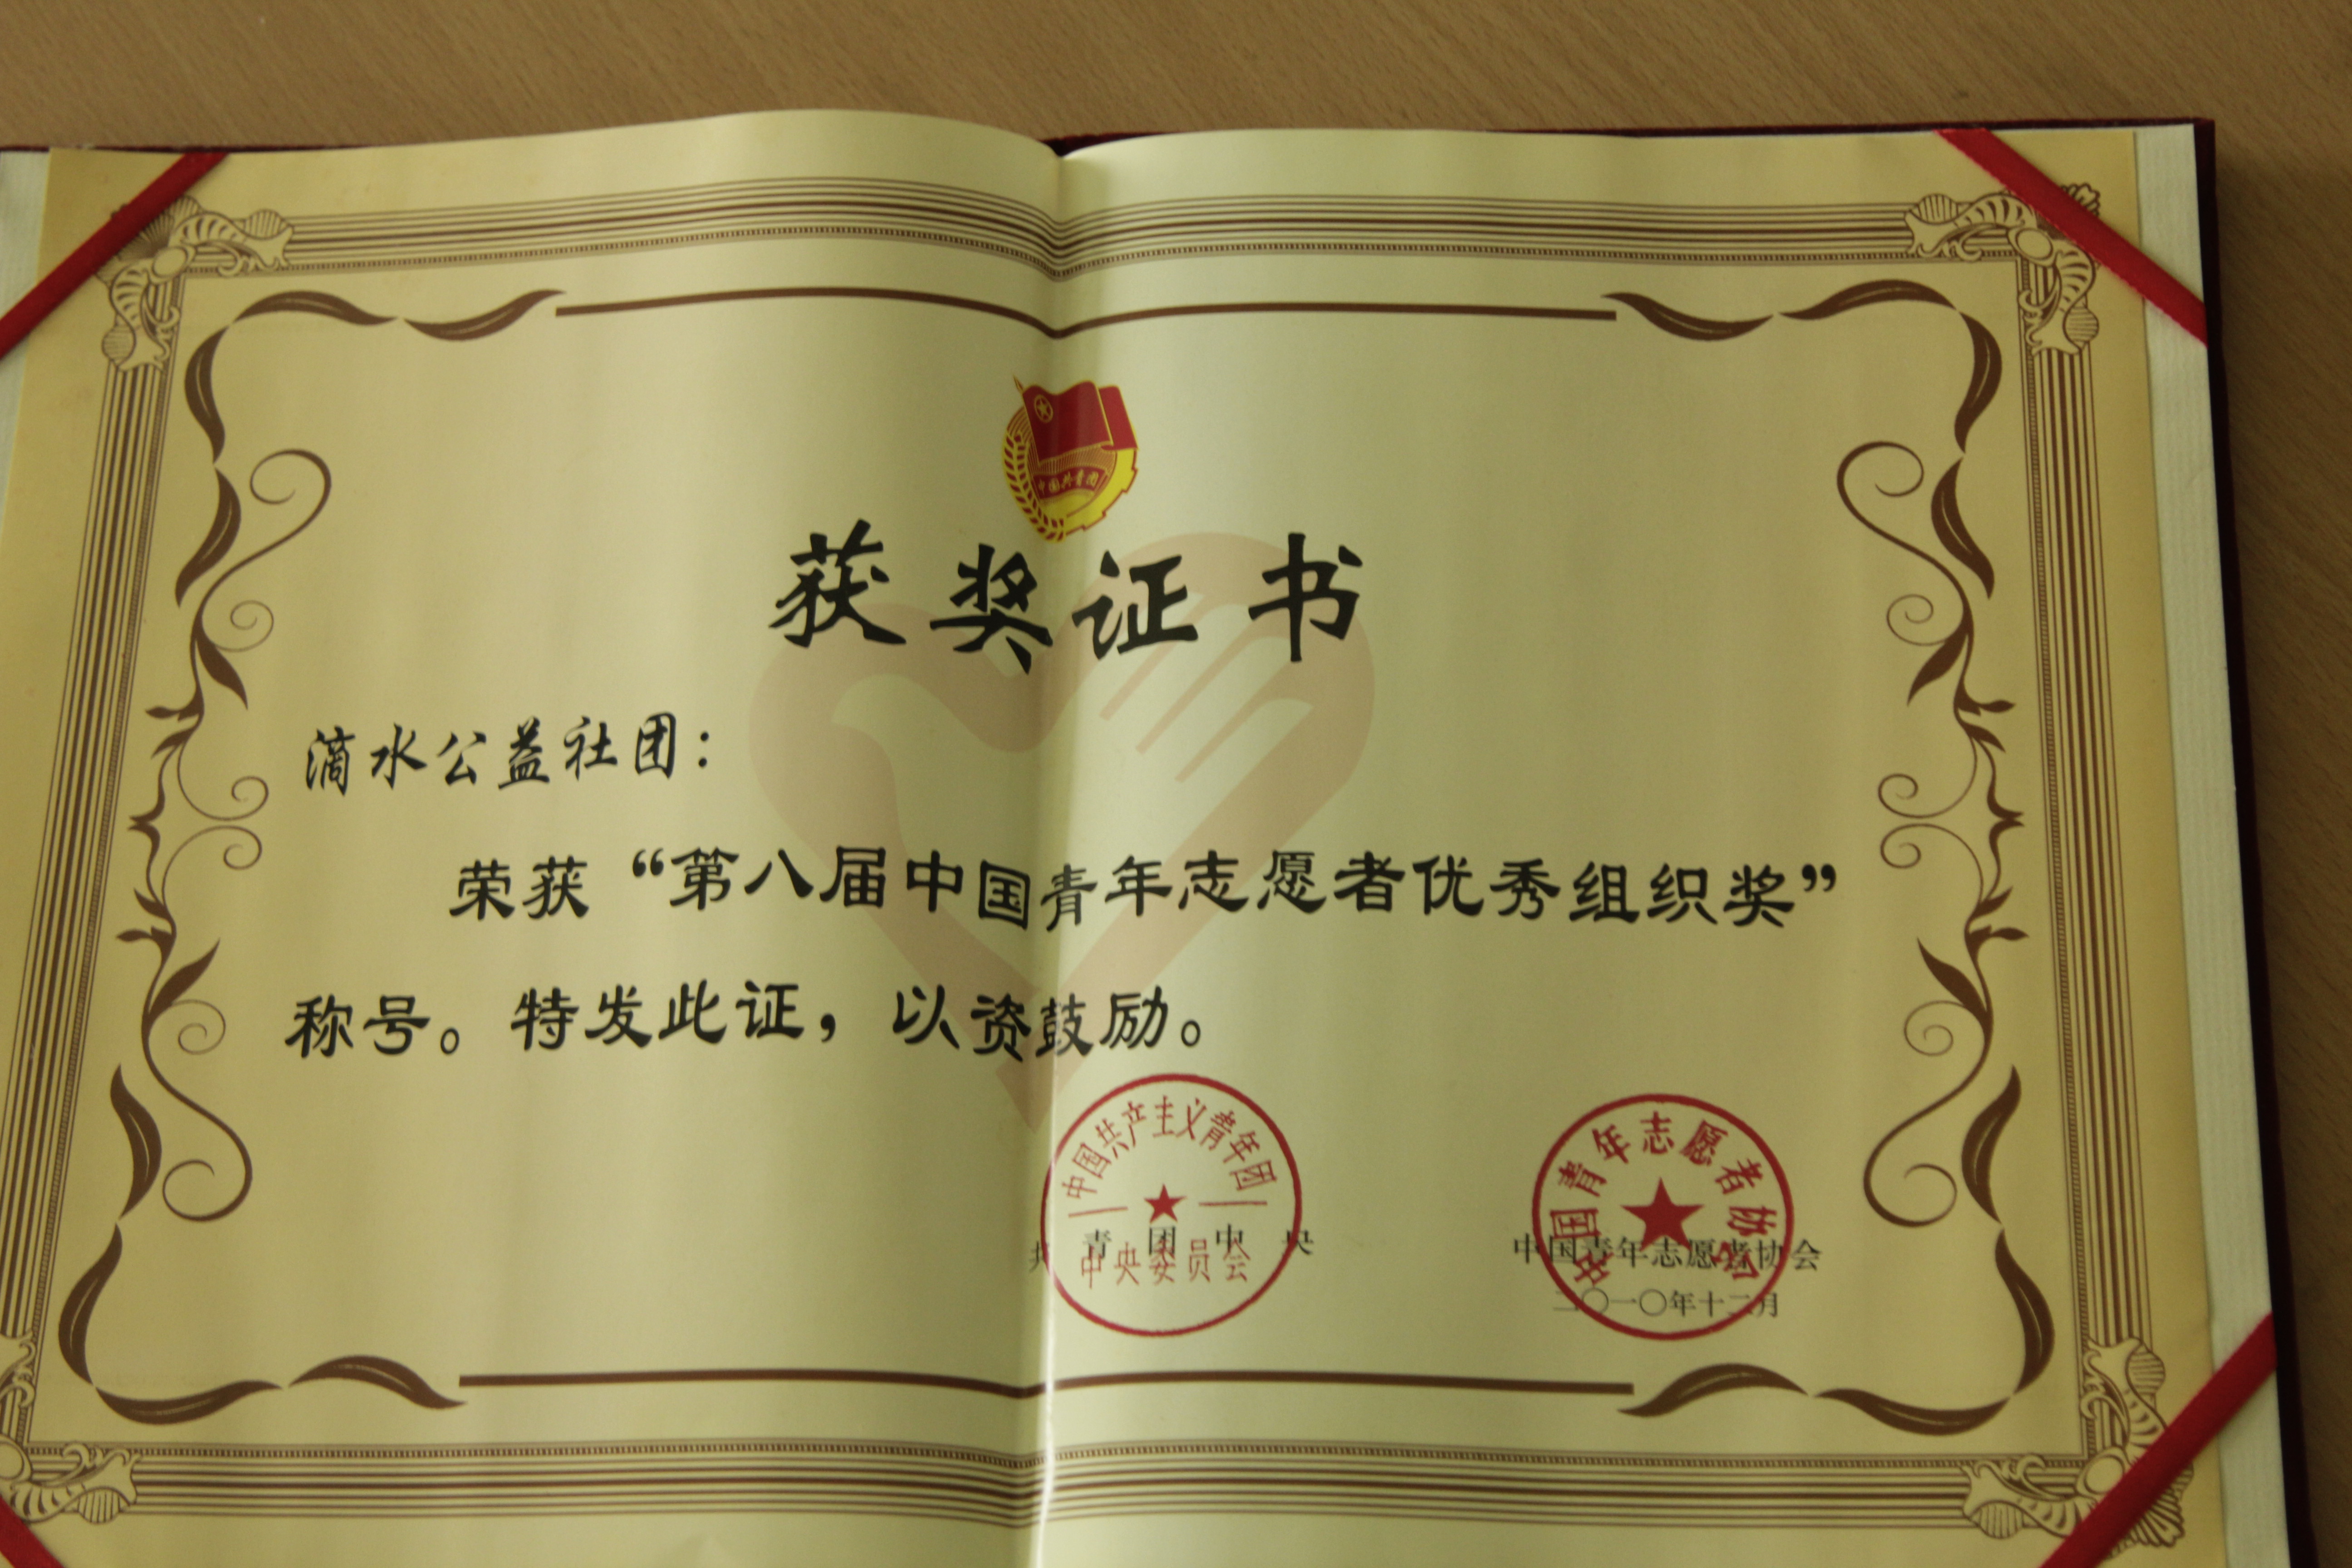 中国共青团
获奖证书
滴水公益社团：
荣获“第八届中国青年志愿者优秀组织奖”
称号。特发此证，以资鼓励。
中国共产主义青年团
中央委员会
共青团中央
中国青年志愿者协会
中国青年志愿者协会
二〇一〇年十二月